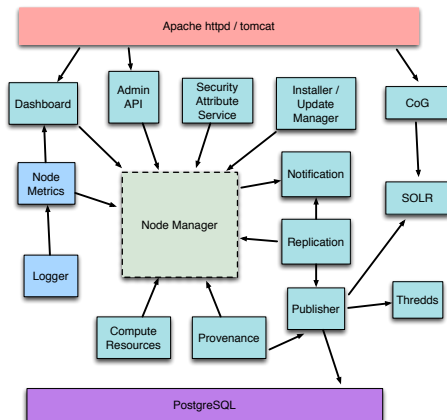 Apache httpd / tomcat
Dashboard
Admin
API
Security
Attribute
Service
Installer /
Update
Manager
CoG
Node
Metrics
Notification
SOLR
Node Manager
Logger
Replication
Publisher
Thredds
Compute
Resources
Provenance
PostgreSQL